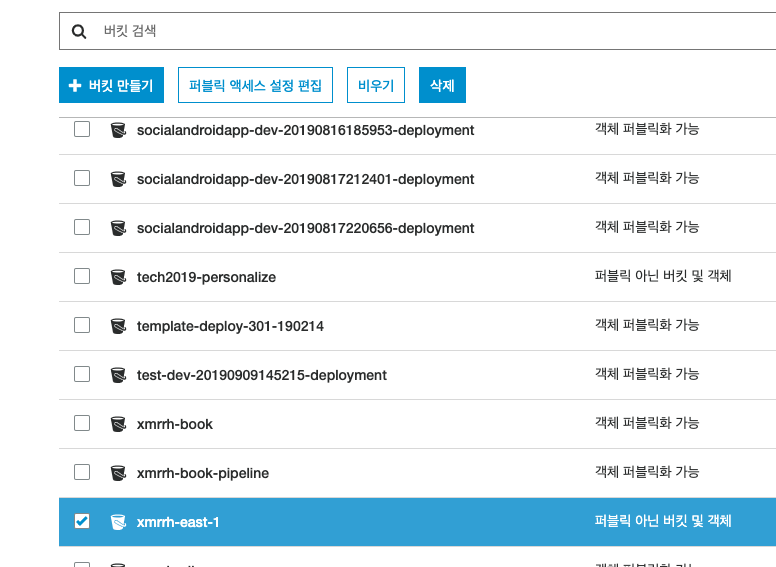 버킷 검색
버킷 만들기 퍼블릭 액세스 설정 편집 비우기 삭제
socialandroidapp-dev-20190816185953-deployment 객체 퍼블릭화 가능
socialandroidapp-dev-20190817212401-deployment 객체 퍼블릭화 가능
socialandroidapp-dev-20190817220656-deployment 객체 퍼블릭화 가능
tech2019-personalize 퍼블릭 아닌 버킷 및 객체
template-deploy-301-190214 객체 퍼블릭화 가능
test-dev-20190909145215-deployment 객체 퍼블릭화 가능
xmrrh-book 객체 퍼블릭화 가능
xmrrh-book-pipeline 객체 퍼블릭화 가능
xmrrh-east-1 퍼블릭 아닌 버킷 및 객체